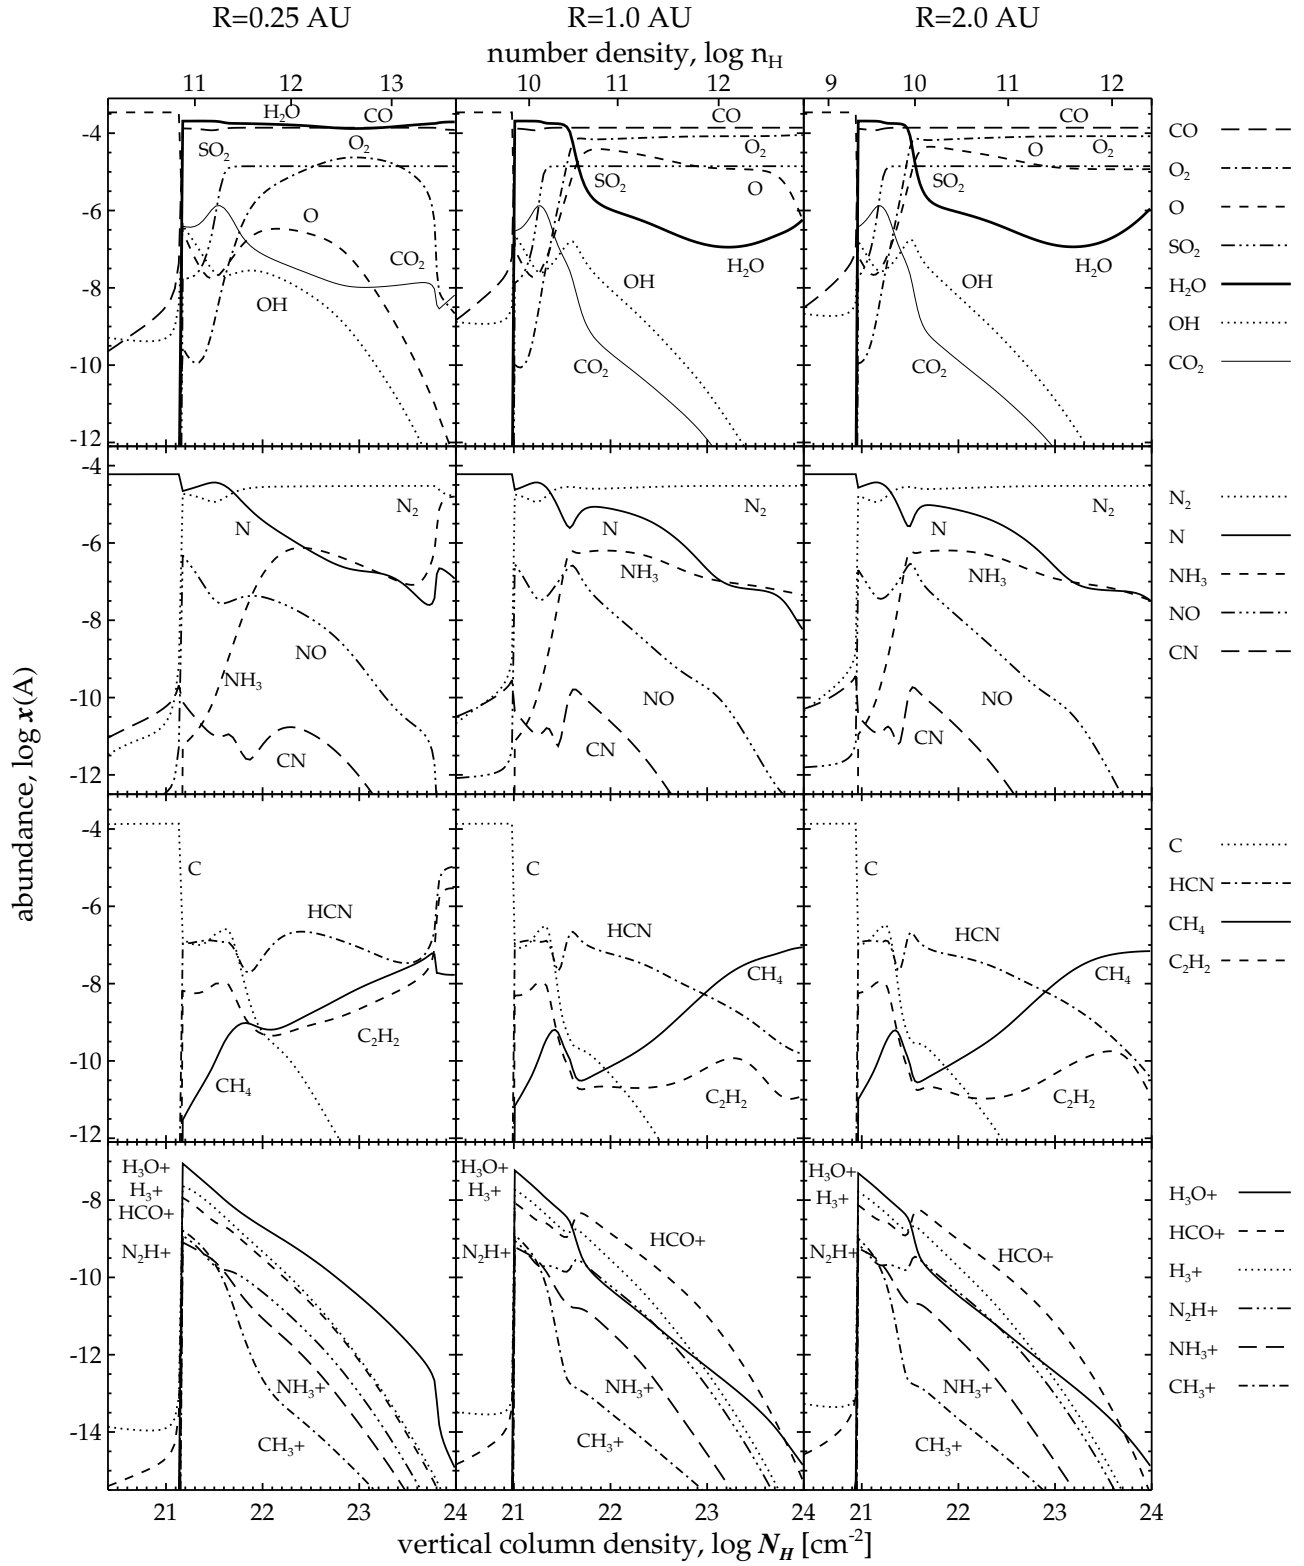 R=0.25 AU R=1.0 AU R=2.0 AU
number density, log n_H
11 12 13 10 11 12 9 10 11 12
-4 H₂O CO CO CO CO
SO₂ O₂ O₂ O O₂ O₂
-6 O SO₂ O SO₂ O
CO₂ H₂O H₂O SO₂
-8 OH OH OH H₂O
OH
-10 CO₂ CO₂ CO₂
-12
-4
N N₂ N N₂ N N₂ N₂
-6 NH₃ NH₃ N
NH₃
-8 NO NO
NH₃ NO NO CN
-10
CN CN CN
-12
abundance, log x(A)
-4
C C C C
-6 HCN
HCN HCN HCN CH₄
-8 CH₄ CH₄ C₂H₂
C₂H₂
-10
CH₄ C₂H₂ C₂H₂
-12
H₃O+ H₃O+ H₃O+
H₃+ H₃+ H₃+ H₃O+
-8 HCO+ HCO+
N₂H+ N₂H+ HCO+ N₂H+ HCO+ H₃+
-10 N₂H+
-12 NH₃+
NH₃+ NH₃+ NH₃+ CH₃+
-14 CH₃+ CH₃+ CH₃+
21 22 23 24 21 22 23 24 21 22 23 24
vertical column density, log N_H [cm⁻²]